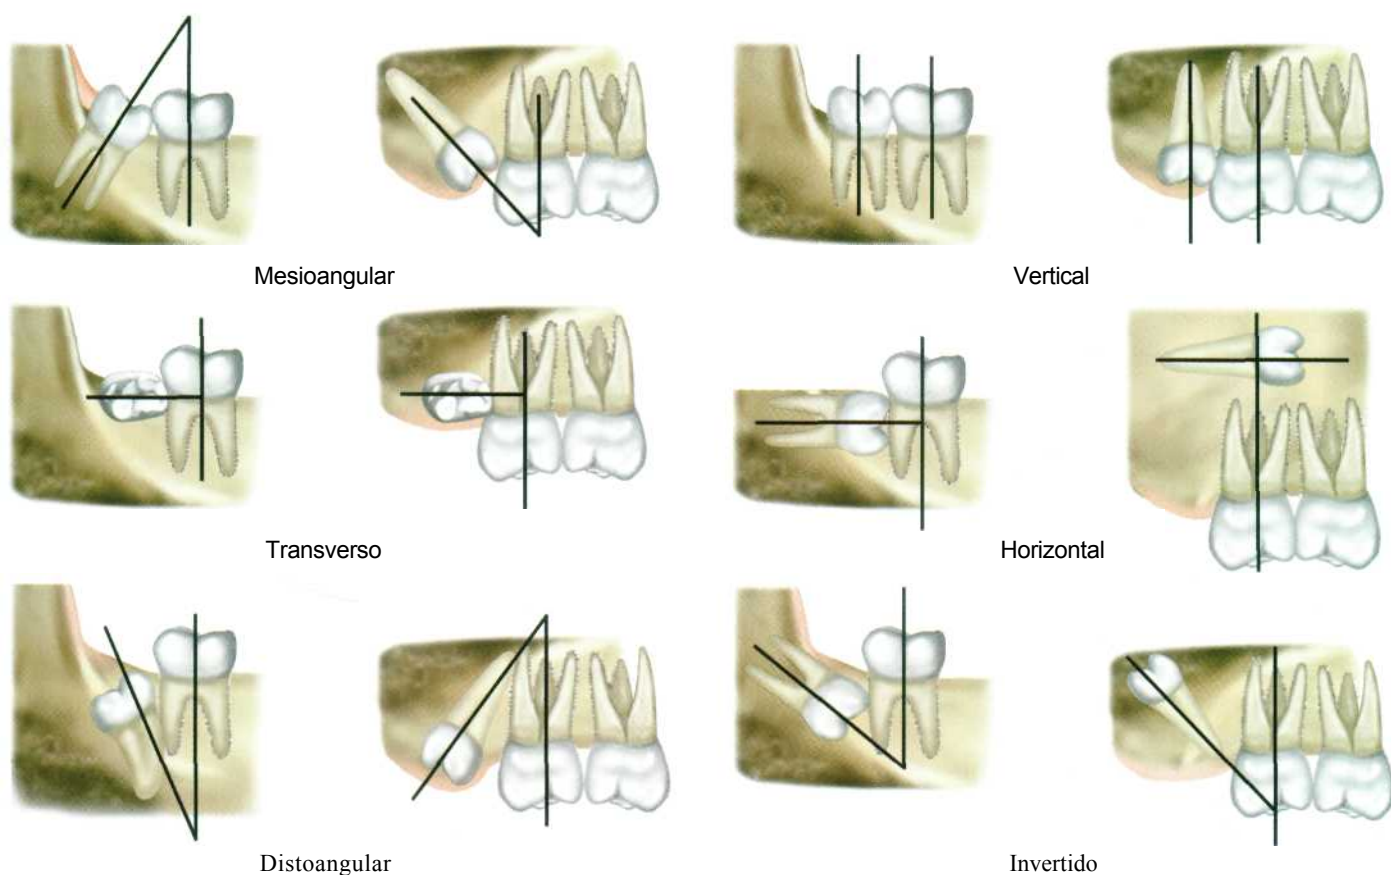 Mesioangular
Vertical
Transverso
Horizontal
Distoangular
Invertido